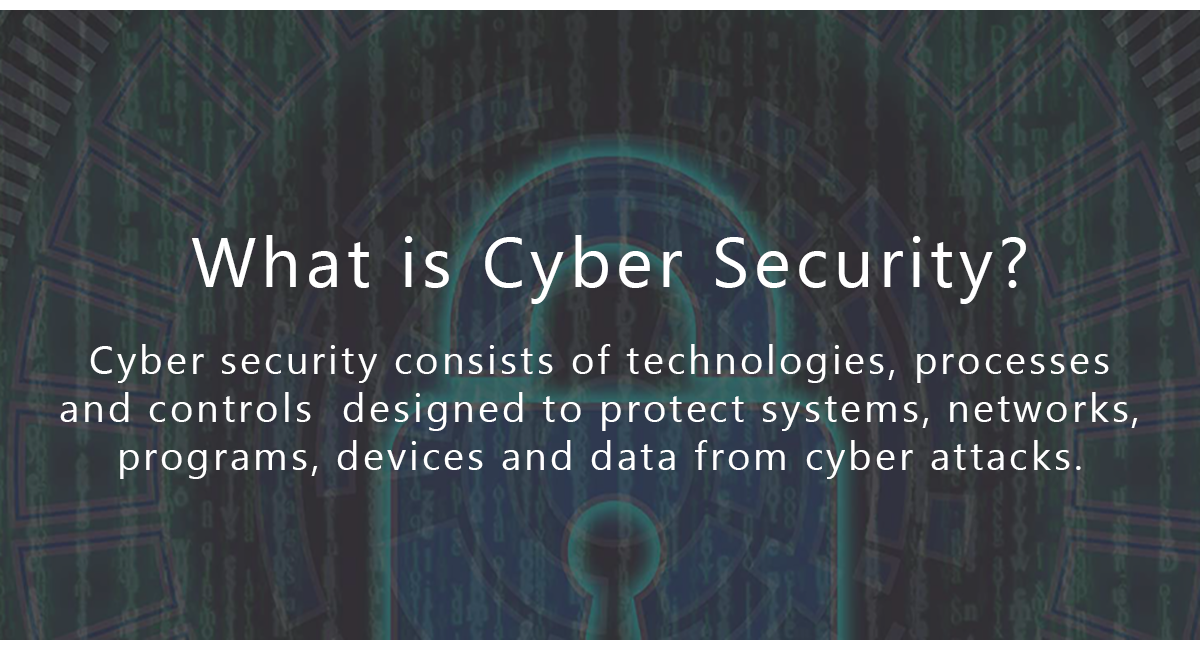 What is Cyber Security?
Cyber security consists of technologies, processes
and controls  designed to protect systems, networks,
programs, devices and data from cyber attacks.